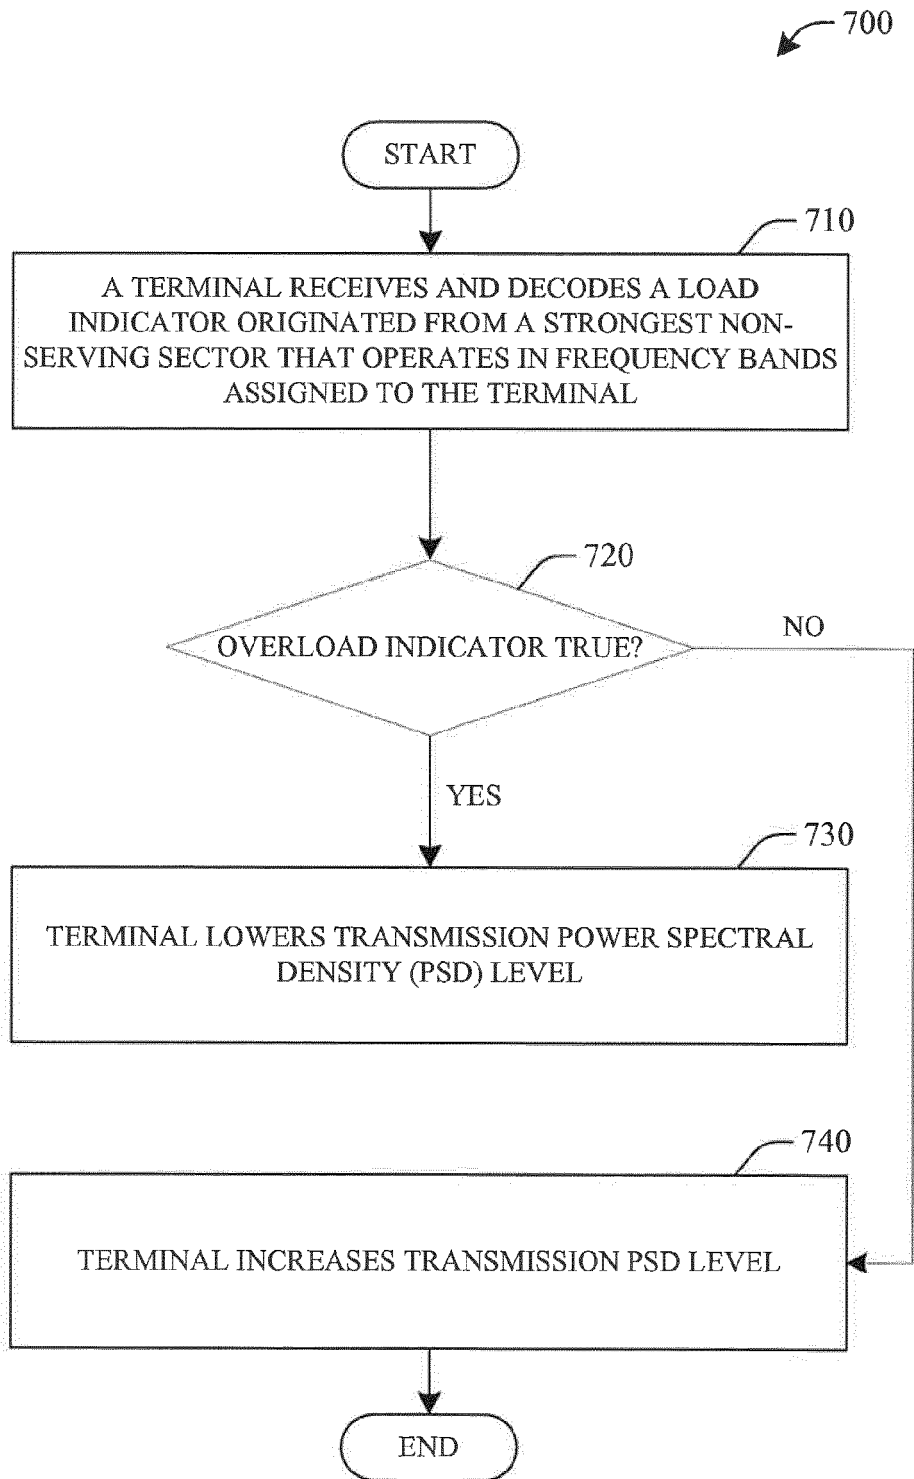 700
START
710
A TERMINAL RECEIVES AND DECODES A LOAD
INDICATOR ORIGINATED FROM A STRONGEST NON-
SERVING SECTOR THAT OPERATES IN FREQUENCY BANDS
ASSIGNED TO THE TERMINAL
720
OVERLOAD INDICATOR TRUE?
NO
YES
730
TERMINAL LOWERS TRANSMISSION POWER SPECTRAL
DENSITY (PSD) LEVEL
740
TERMINAL INCREASES TRANSMISSION PSD LEVEL
END